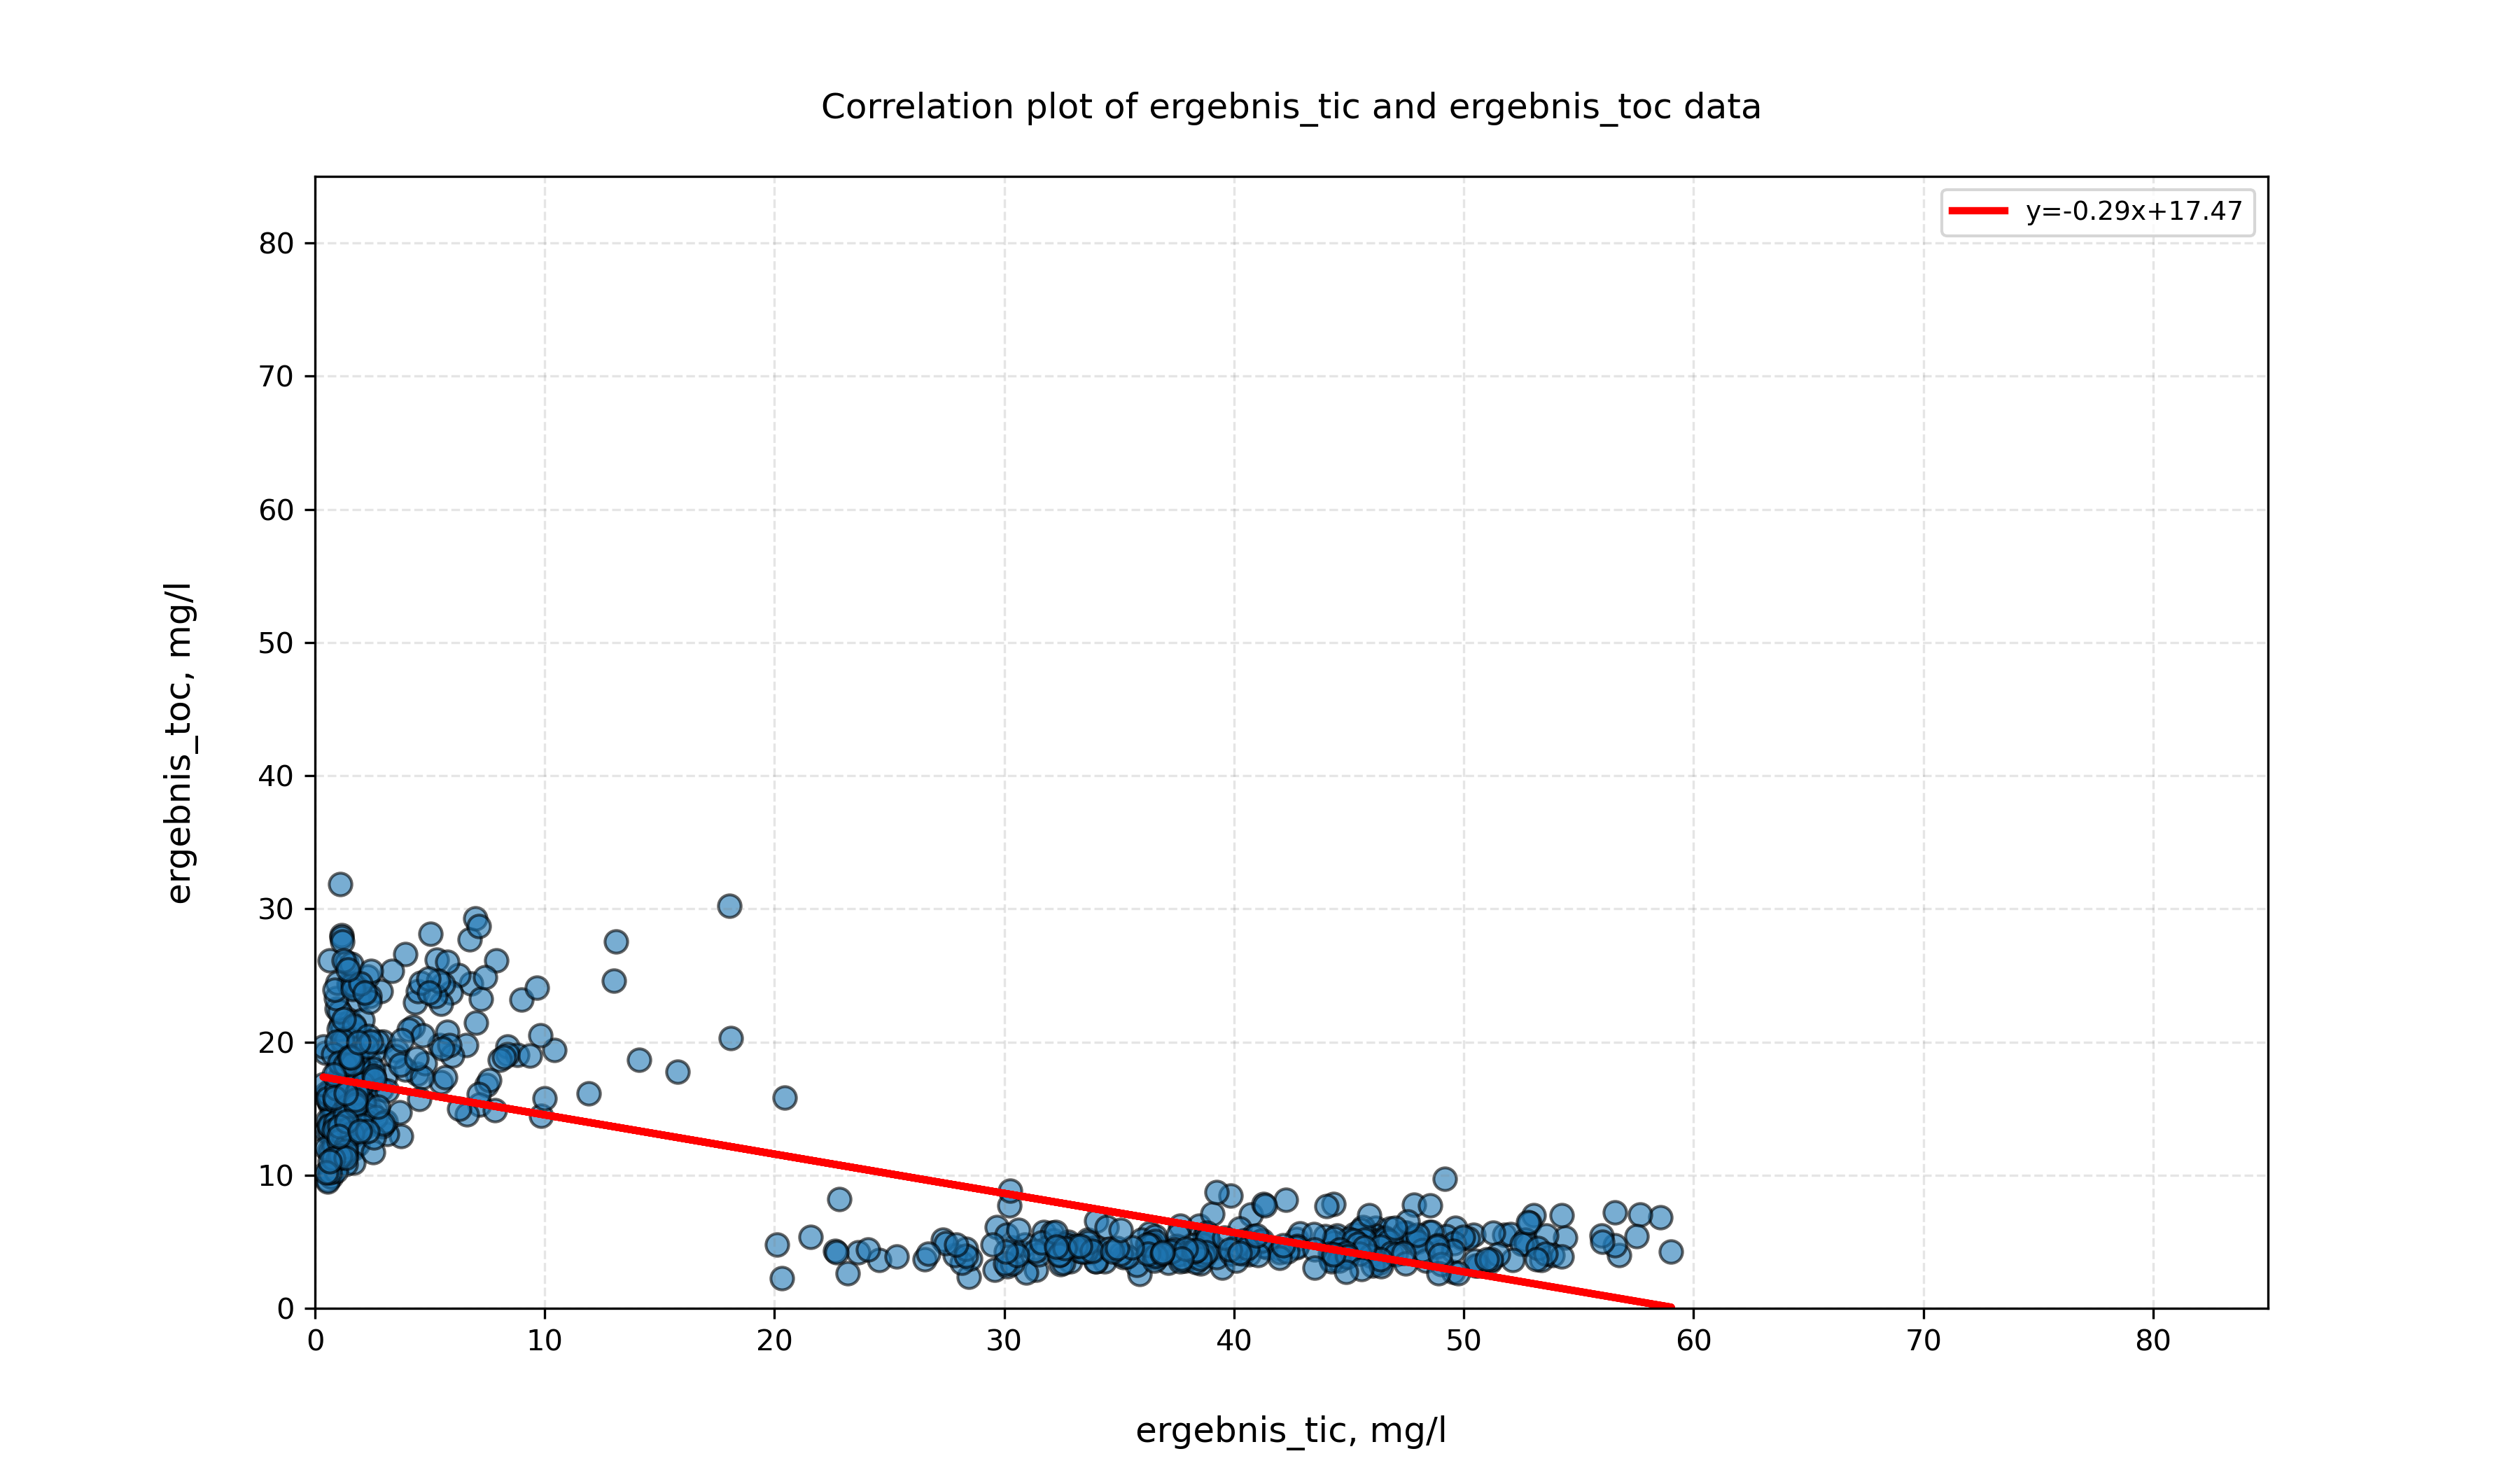 Correlation plot of ergebnis_tic and ergebnis_toc data
y=-0.29x+17.47
80
70
60
50
40
30
20
10
0
ergebnis_toc, mg/l
0 10 20 30 40 50 60 70 80
ergebnis_tic, mg/l